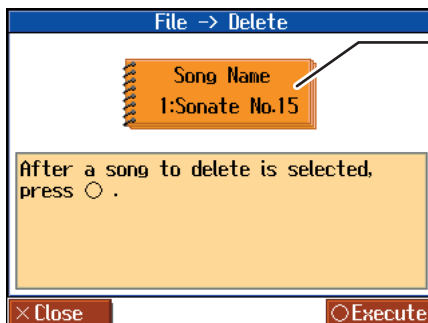 File -> Delete
Song Name
1:Sonate No.15
After a song to delete is selected,
press ○ .
×Close
○Execute